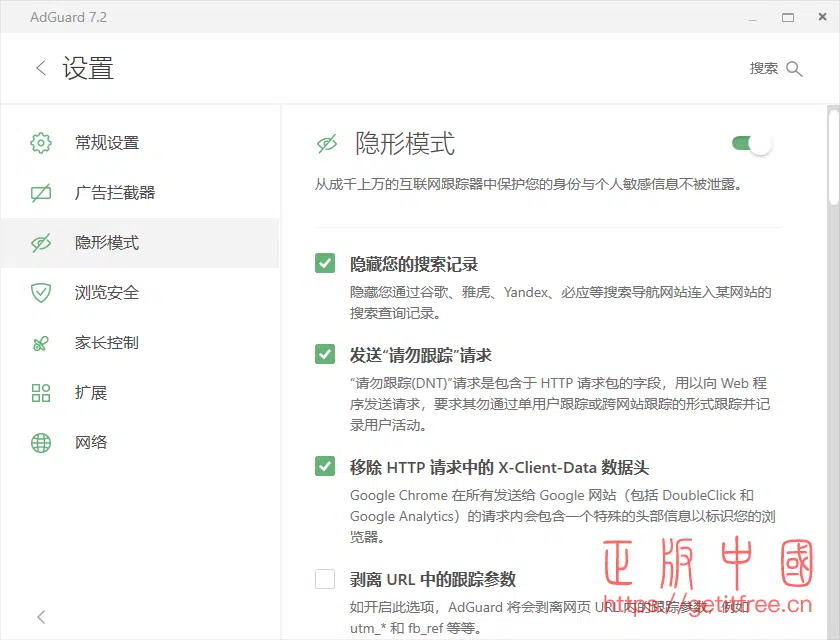 AdGuard 7.2
设置
搜索
常规设置
广告拦截器
隐形模式
浏览安全
家长控制
扩展
网络
隐形模式
从成千上万的互联网跟踪器中保护您的身份与个人敏感信息不被泄露。
隐藏您的搜索记录
隐藏您通过谷歌、雅虎、Yandex、必应等搜索导航网站连入某网站的
搜索查询记录。
发送“请勿跟踪”请求
“请勿跟踪(DNT)”请求是包含于 HTTP 请求包的字段，用以向 Web 程
序发送请求，要求其勿通过单用户跟踪或跨网站跟踪的形式跟踪并记
录用户活动。
移除 HTTP 请求中的 X-Client-Data 数据头
Google Chrome 在所有发送给 Google 网站（包括 DoubleClick 和
Google Analytics）的请求内会包含一个特殊的头部信息以标识您的浏
览器。
剥离 URL 中的跟踪参数
如开启此选项，AdGuard 将会剥离网页 URL 内的跟踪参数，例如
utm_* 和 fb_ref 等等。
正版中國
https://getitfree.cn